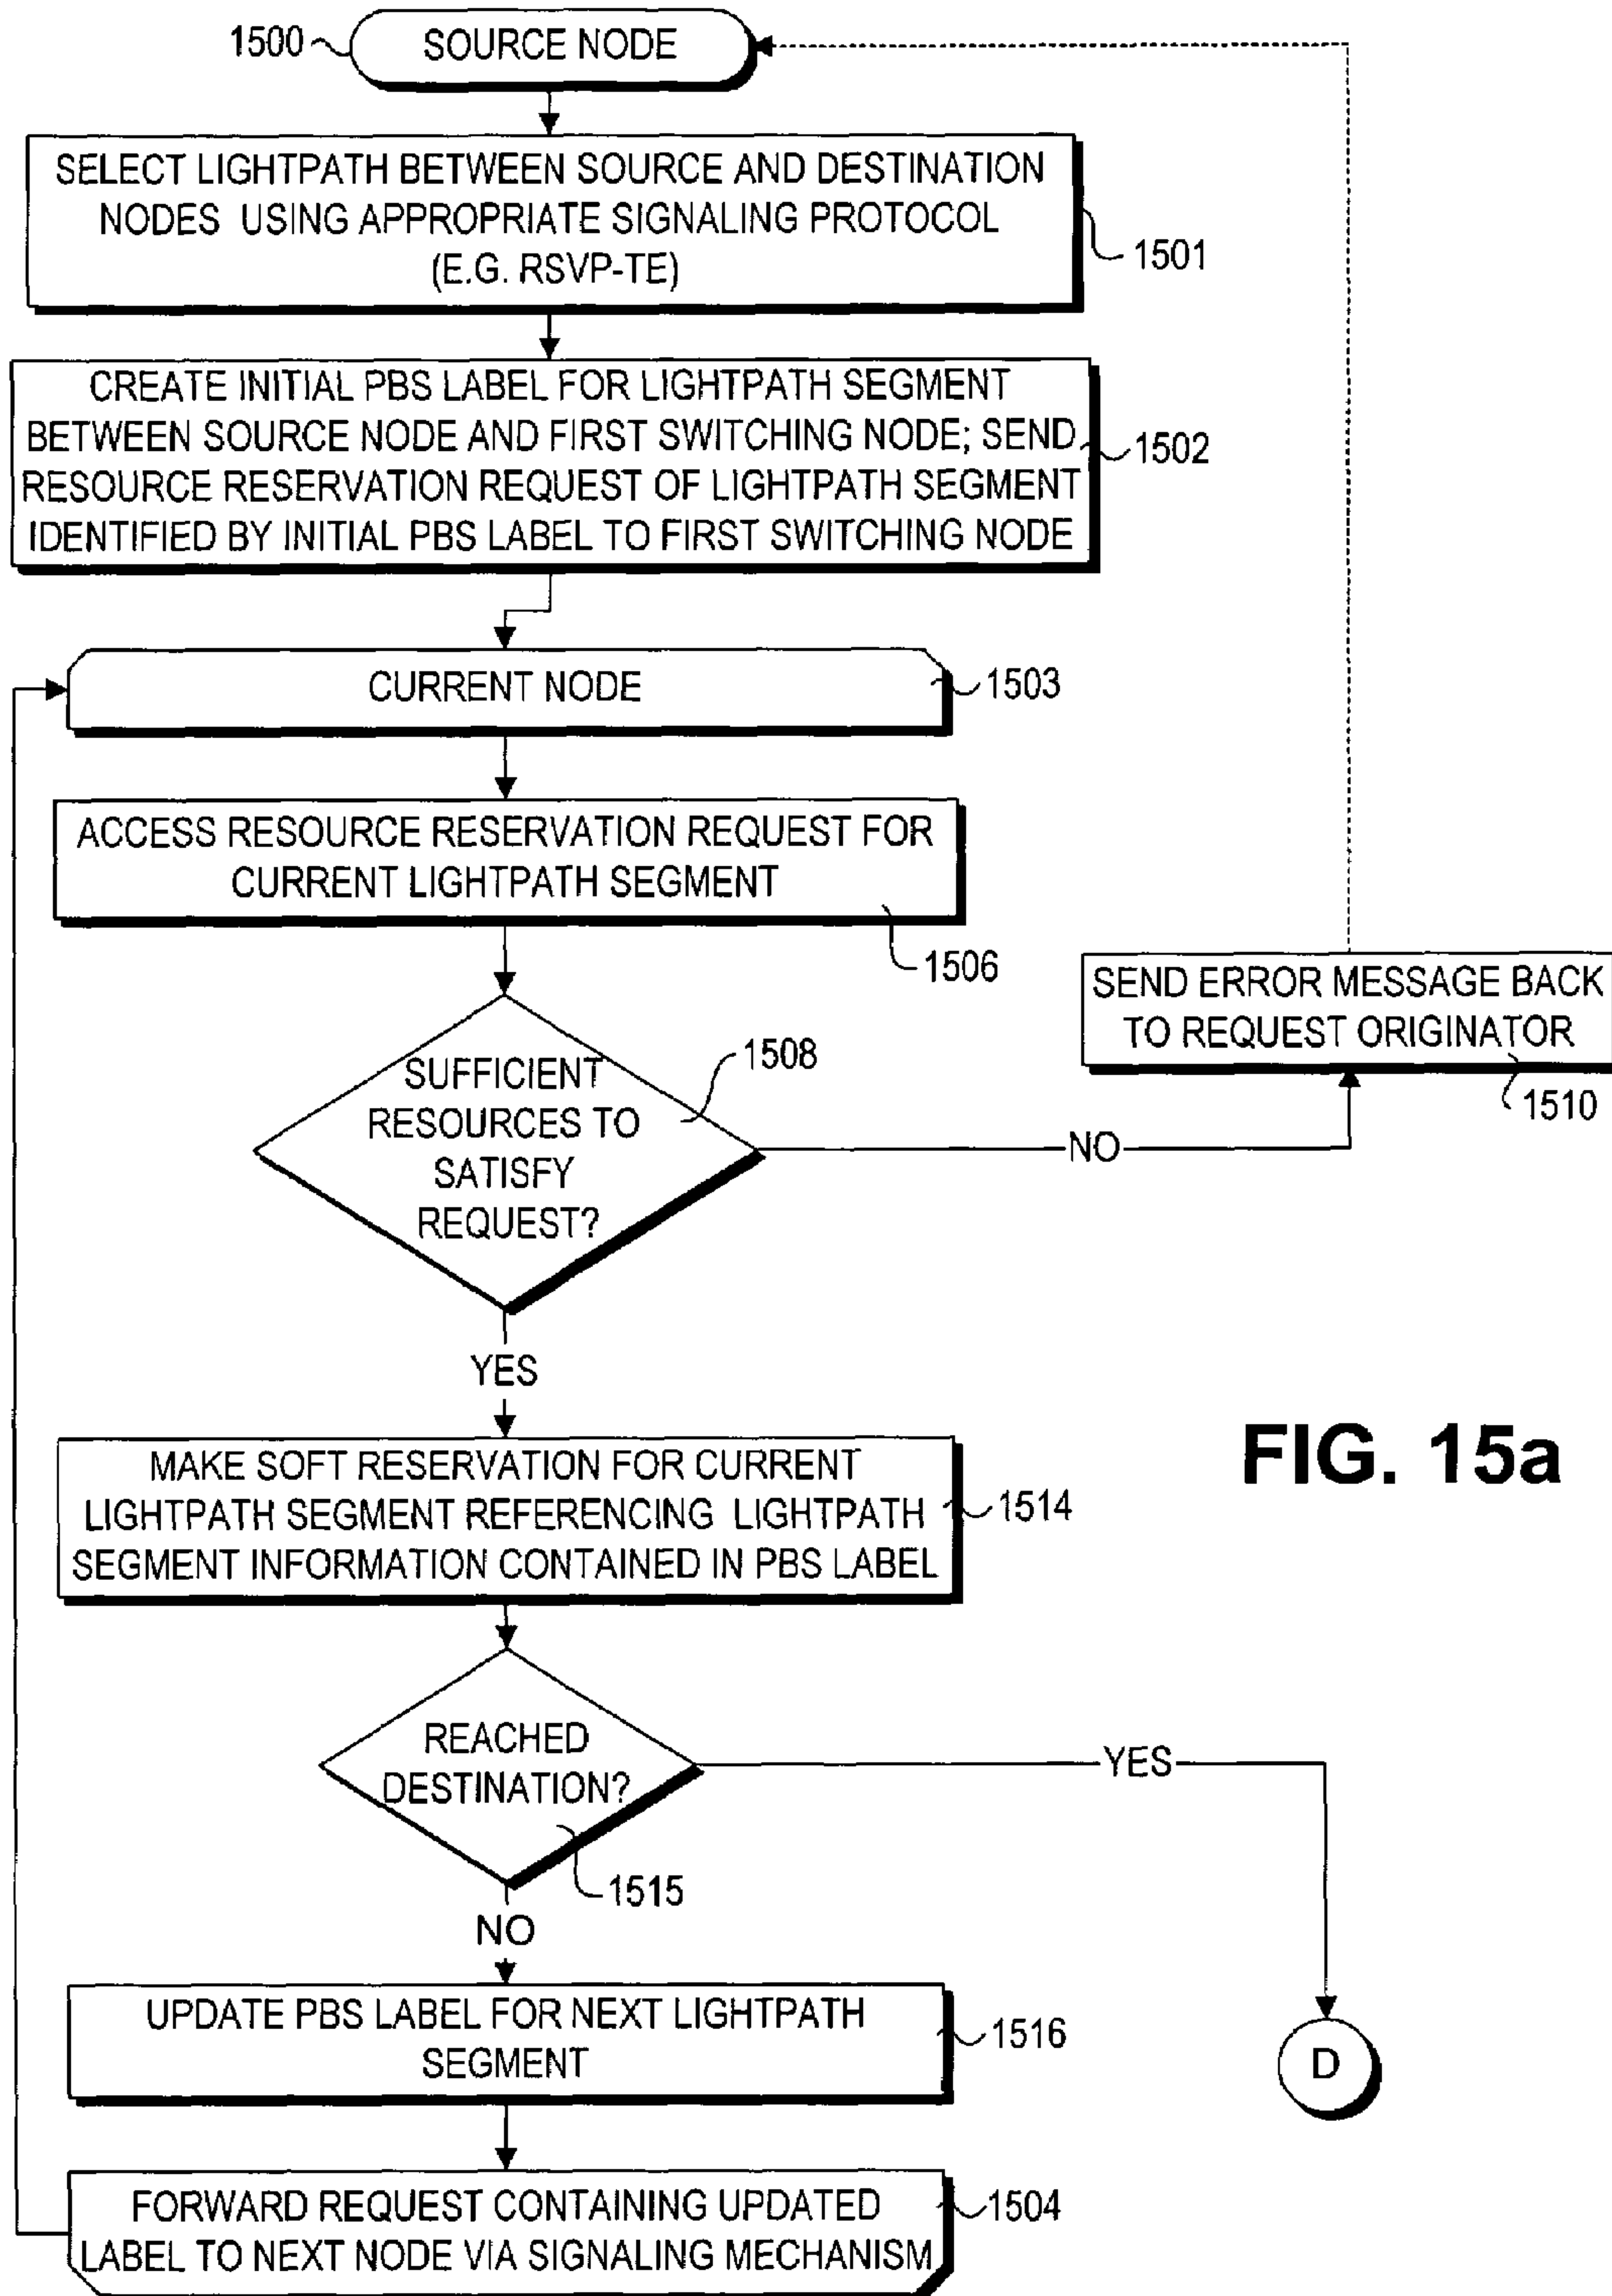 1500
SOURCE NODE
SELECT LIGHTPATH BETWEEN SOURCE AND DESTINATION
NODES USING APPROPRIATE SIGNALING PROTOCOL
(E.G. RSVP-TE)
1501
CREATE INITIAL PBS LABEL FOR LIGHTPATH SEGMENT
BETWEEN SOURCE NODE AND FIRST SWITCHING NODE; SEND
RESOURCE RESERVATION REQUEST OF LIGHTPATH SEGMENT
IDENTIFIED BY INITIAL PBS LABEL TO FIRST SWITCHING NODE
1502
CURRENT NODE
1503
ACCESS RESOURCE RESERVATION REQUEST FOR
CURRENT LIGHTPATH SEGMENT
1506
SEND ERROR MESSAGE BACK
TO REQUEST ORIGINATOR
1510
SUFFICIENT
RESOURCES TO
SATISFY
REQUEST?
1508
NO
YES
MAKE SOFT RESERVATION FOR CURRENT
LIGHTPATH SEGMENT REFERENCING LIGHTPATH
SEGMENT INFORMATION CONTAINED IN PBS LABEL
1514
FIG. 15a
REACHED
DESTINATION?
1515
YES
NO
UPDATE PBS LABEL FOR NEXT LIGHTPATH
SEGMENT
1516
D
FORWARD REQUEST CONTAINING UPDATED
LABEL TO NEXT NODE VIA SIGNALING MECHANISM
1504